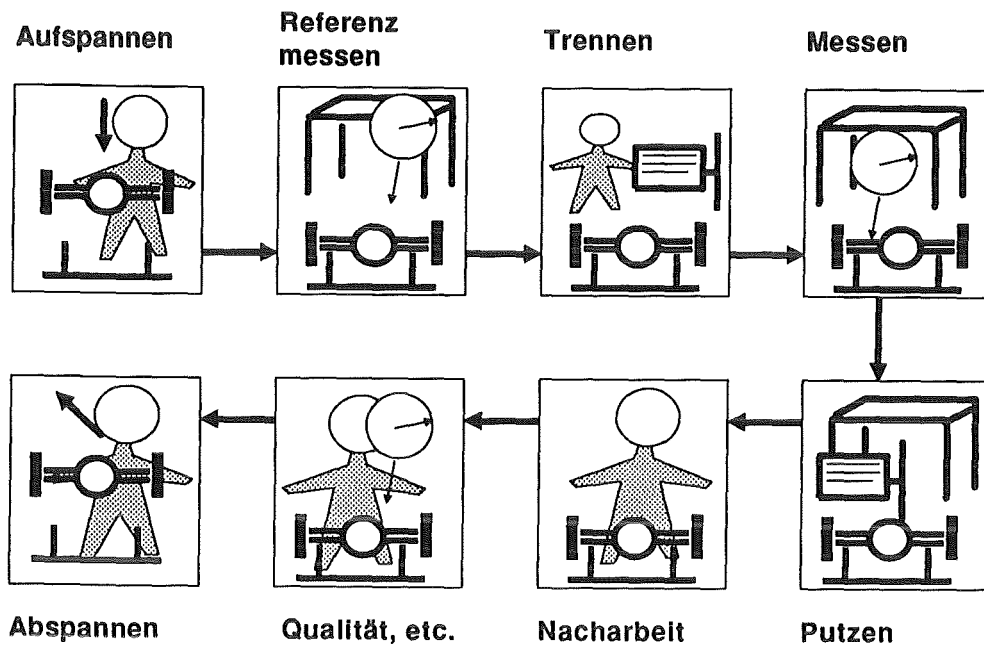 Aufspannen
Referenz
messen
Trennen
Messen
Abspannen
Qualität, etc.
Nacharbeit
Putzen